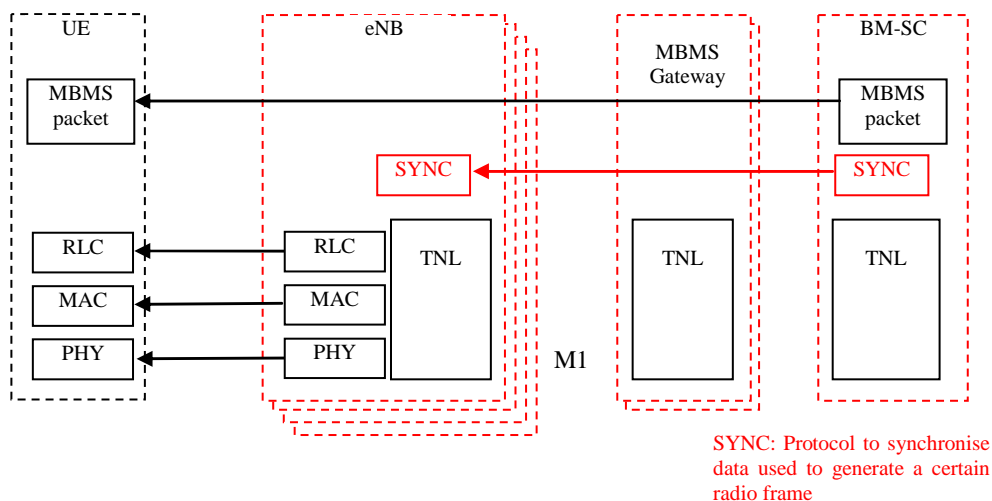 UE
eNB
MBMS
Gateway
BM-SC
MBMS
packet
MBMS
packet
SYNC
SYNC
RLC
RLC
TNL
TNL
TNL
MAC
MAC
PHY
PHY
M1
SYNC: Protocol to synchronise
data used to generate a certain
radio frame